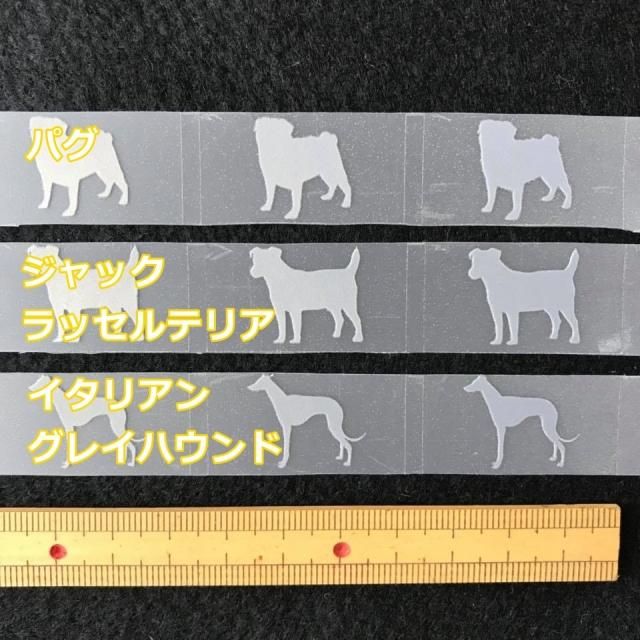 パグ
ジャック
ラッセルテリア
イタリアン
グレイハウンド